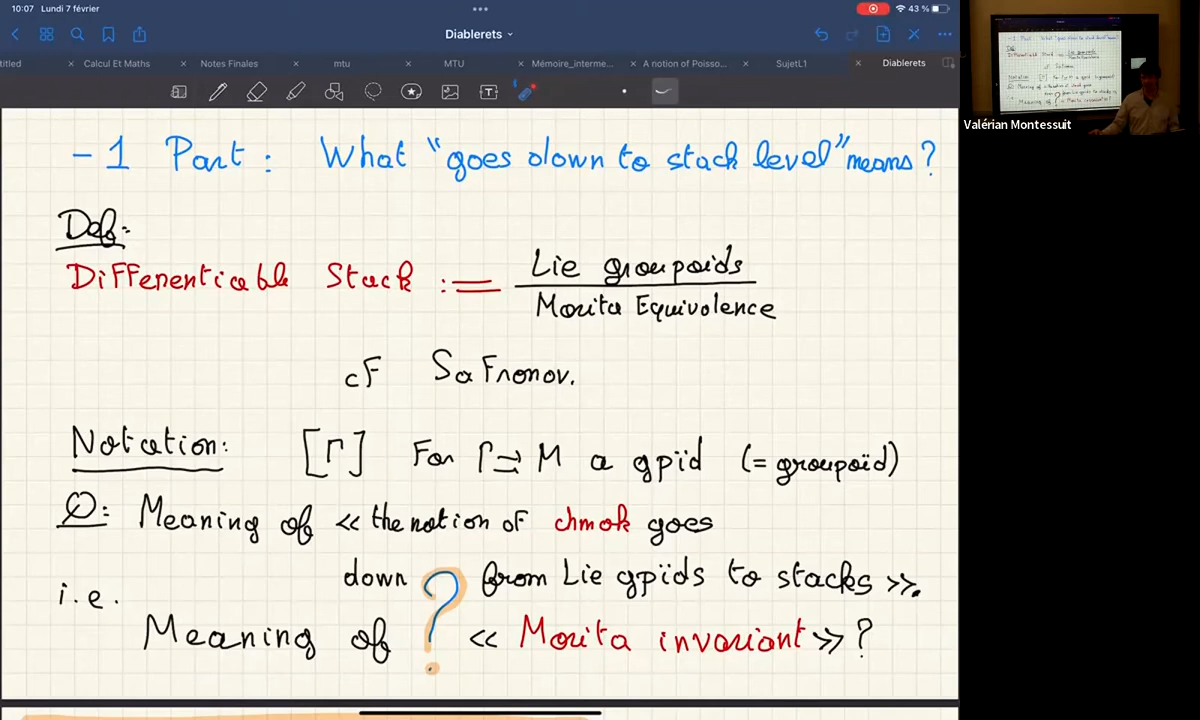 10:07 Lundi 7 février
43 %
Diablerets
titled
Calcul Et Maths
Notes Finales
mtu
MTU
Mémoire_interme...
A notion of Poisso...
SujetL1
Diablerets
-1 Part: What "goes down to stack level" means?
Def:
Differentiable Stack := Lie groupoids
Morita Equivalence
cF SaFronov.
Notation: [Γ] For Γ⇉M a gpïd (= groupoïd)
Q: Meaning of << the notion of chmok goes
down from Lie gpïds to stacks >>.
i.e.
?
Meaning of << Morita invariant >> ?
Valérian Montessuit